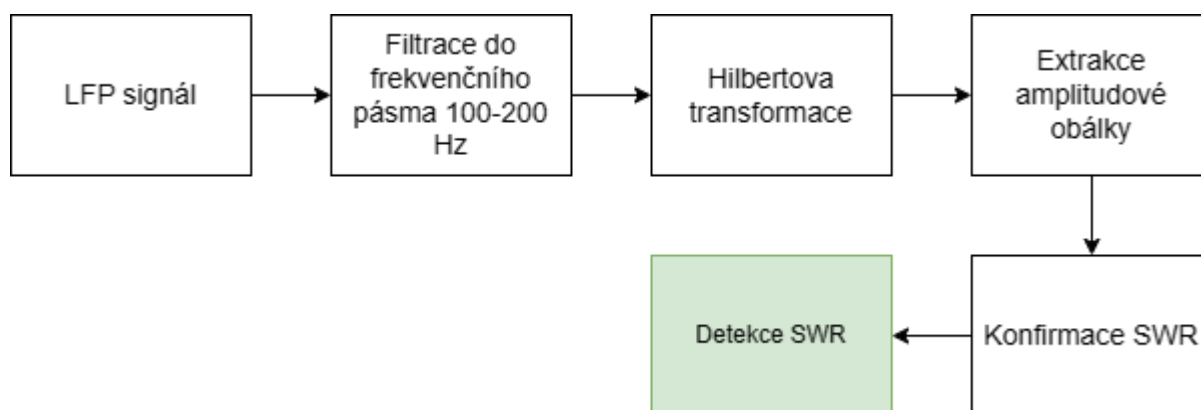 LFP signál
Filtrace do
frekvenčního
pásma 100-200
Hz
Hilbertova
transformace
Extrakce
amplitudové
obálky
Konfirmace SWR
Detekce SWR